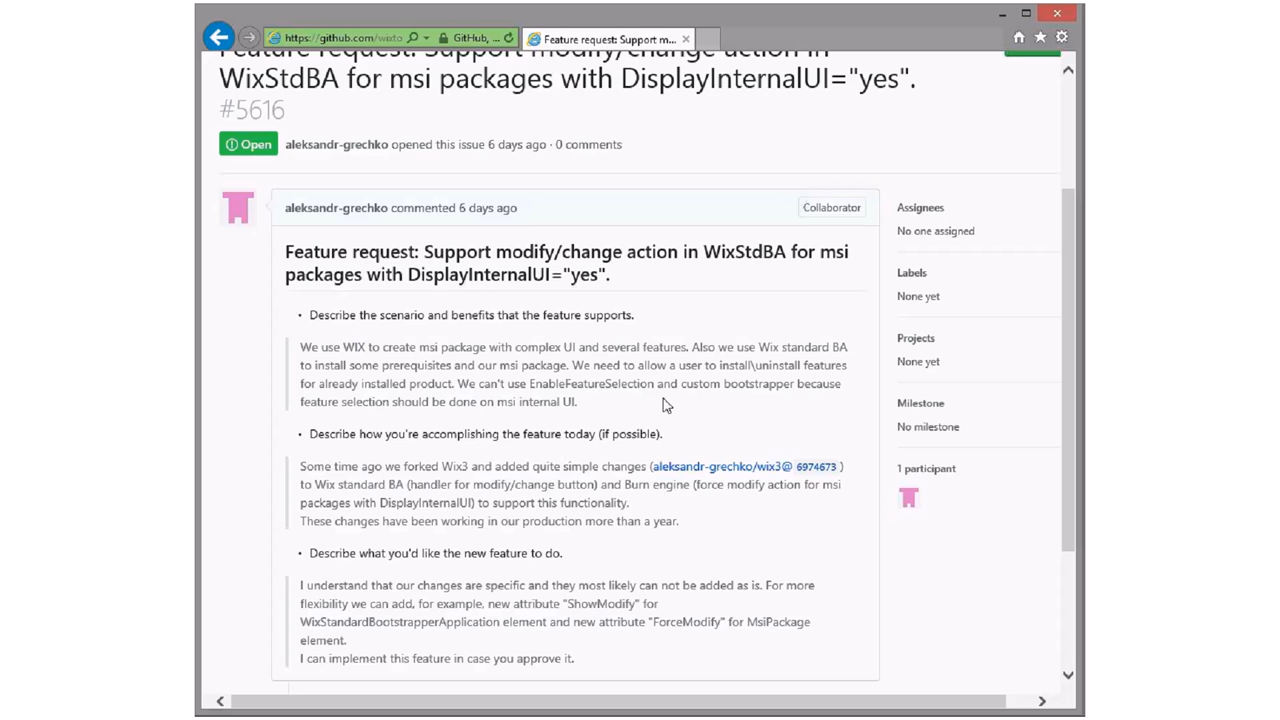 https://github.com/wixto
GitHub, ...
Feature request: Support m...
Feature request: Support modify/change action in
WixStdBA for msi packages with DisplayInternalUI="yes".
#5616
Open
aleksandr-grechko opened this issue 6 days ago · 0 comments
aleksandr-grechko commented 6 days ago
Collaborator
Feature request: Support modify/change action in WixStdBA for msi
packages with DisplayInternalUI="yes".
• Describe the scenario and benefits that the feature supports.
We use WIX to create msi package with complex UI and several features. Also we use Wix standard BA
to install some prerequisites and our msi package. We need to allow a user to install\uninstall features
for already installed product. We can't use EnableFeatureSelection and custom bootstrapper because
feature selection should be done on msi internal UI.
• Describe how you're accomplishing the feature today (if possible).
Some time ago we forked Wix3 and added quite simple changes (aleksandr-grechko/wix3@ 6974673 )
to Wix standard BA (handler for modify/change button) and Burn engine (force modify action for msi
packages with DisplayInternalUI) to support this functionality.
These changes have been working in our production more than a year.
• Describe what you'd like the new feature to do.
I understand that our changes are specific and they most likely can not be added as is. For more
flexibility we can add, for example, new attribute "ShowModify" for
WixStandardBootstrapperApplication element and new attribute "ForceModify" for MsiPackage
element.
I can implement this feature in case you approve it.
Assignees
No one assigned
Labels
None yet
Projects
None yet
Milestone
No milestone
1 participant